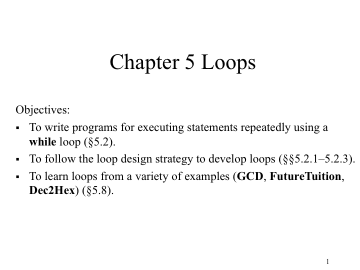 Chapter 5 Loops
Objectives:
▪ To write programs for executing statements repeatedly using a
while loop (§5.2).
▪ To follow the loop design strategy to develop loops (§§5.2.1–5.2.3).
▪ To learn loops from a variety of examples (GCD, FutureTuition,
Dec2Hex) (§5.8).
1